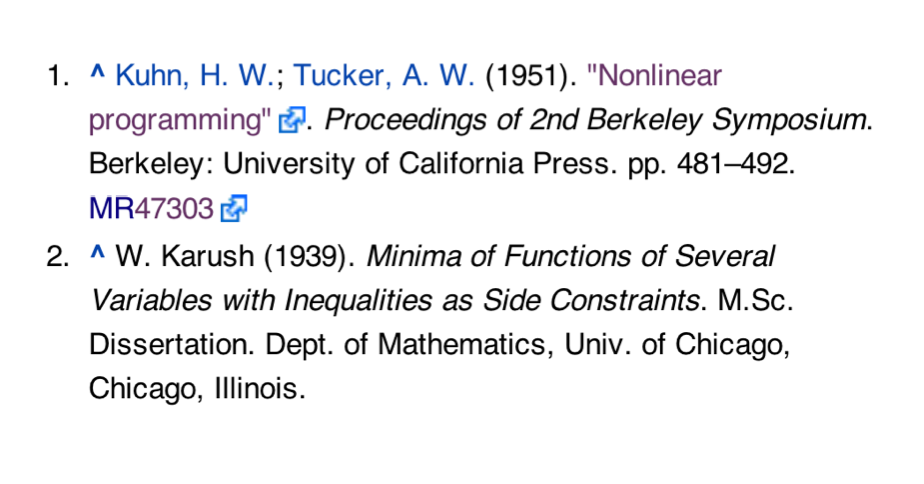 1. ^ Kuhn, H. W.; Tucker, A. W. (1951). "Nonlinear
programming" . Proceedings of 2nd Berkeley Symposium.
Berkeley: University of California Press. pp. 481–492.
MR47303
2. ^ W. Karush (1939). Minima of Functions of Several
Variables with Inequalities as Side Constraints. M.Sc.
Dissertation. Dept. of Mathematics, Univ. of Chicago,
Chicago, Illinois.